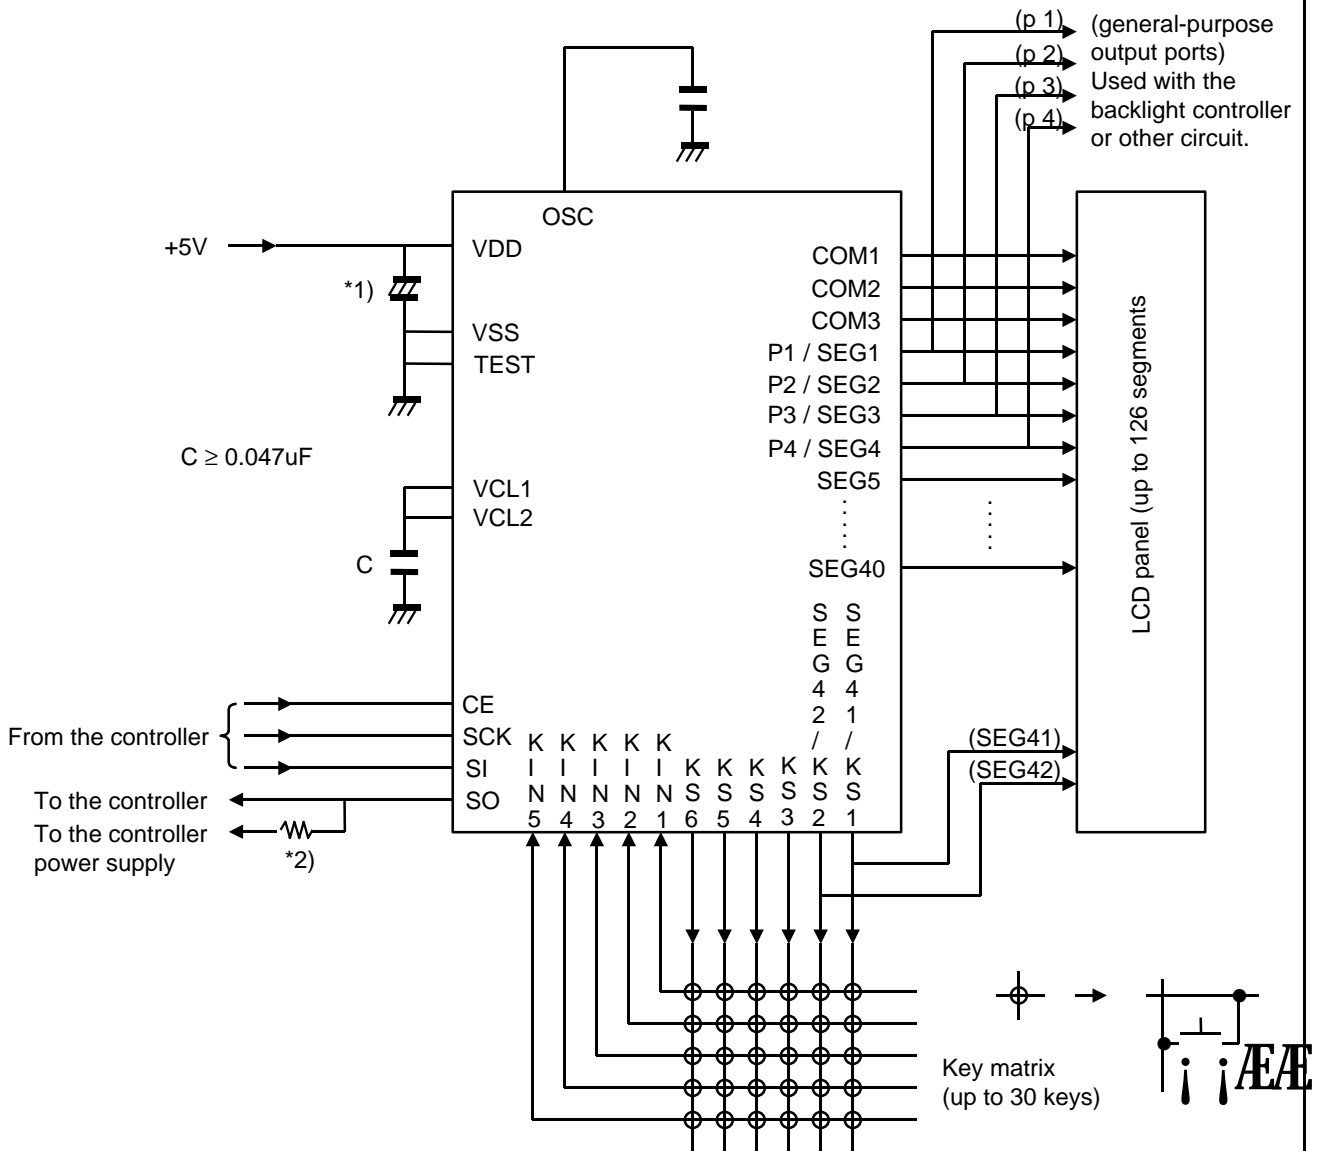 (p 1)
(p 2)
(p 3)
(p 4)
(general-purpose
output ports)
Used with the
backlight controller
or other circuit.
OSC
+5V
VDD
*1)
VSS
TEST
C ≥ 0.047uF
VCL1
VCL2
C
COM1
COM2
COM3
P1 / SEG1
P2 / SEG2
P3 / SEG3
P4 / SEG4
SEG5
SEG40
SEG42/KS2
SEG41/KS1
LCD panel (up to 126 segments
(SEG41)
(SEG42)
From the controller
CE
SCK
SI
SO
To the controller
To the controller
power supply
*2)
KIN5
KIN4
KIN3
KIN2
KIN1
KS6
KS5
KS4
KS3
Key matrix
(up to 30 keys)
¡ ¡ÆÆ